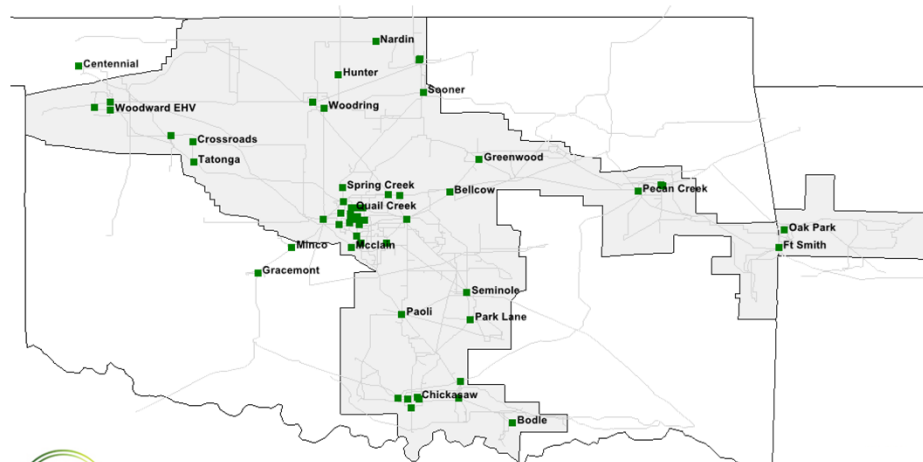 Nardin
Centennial
Hunter
Sooner
Woodward EHV
Woodring
Crossroads
Greenwood
Tatonga
Spring Creek
Bellcow
Pecan Creek
Quail Creek
Oak Park
Minco
Mcclain
Ft Smith
Gracemont
Seminole
Paoli
Park Lane
Chickasaw
Bodle